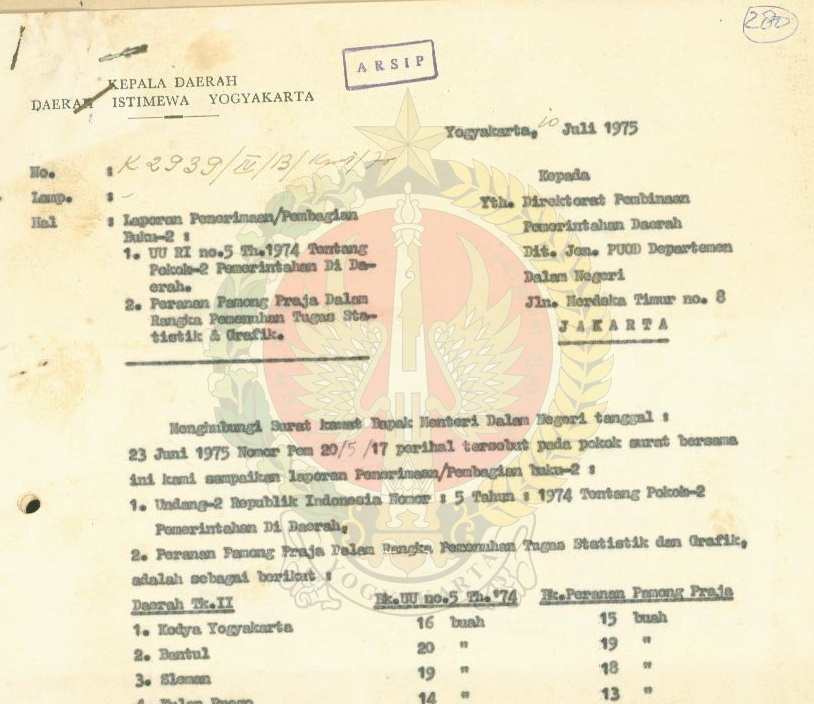 280
ARSIP
KEPALA DAERAH
DAERAH ISTIMEWA YOGYAKARTA
Yogyakarta, 10 Juli 1975
No. : K 2939/IV/B/
Lamp. : -
Hal : Laporan Penerimaan/Pembagian
Buku-2 :
1. UU RI no.5 Th.1974 Tentang
Pokok-2 Pemerintahan Di Da-
erah.
2. Peranan Pamong Praja Dalam
Rangka Pemenuhan Tugas Sta-
tistik & Grafik.
Kepada
Yth. Direktorat Pembinaan
Pemerintahan Daerah
Dit. Jen. PUOD Departemen
Dalam Negeri
Jln. Merdeka Timur no. 8
JAKARTA
Menghubungi Surat kawat Bapak Menteri Dalam Negeri tanggal :
23 Juni 1975 Nomor Pem 20/5/17 perihal tersebut pada pokok surat bersama
ini kami sampaikan laporan Penerimaan/Pembagian buku-2 :
1. Undang-2 Republik Indonesia Nomor : 5 Tahun : 1974 Tentang Pokok-2
Pemerintahan Di Daerah,
2. Peranan Pamong Praja Dalam Rangka Pemenuhan Tugas Statistik dan Grafik,
adalah sebagai berikut :
Daerah Tk.II Bk.UU no.5 Th.'74 Bk.Peranan Pamong Praja
1. Kodya Yogyakarta 16 buah 15 buah
2. Bantul 20 " 19 "
3. Sleman 19 " 18 "
4. Kulon Progo 14 " 13 "
YOGYAKARTA